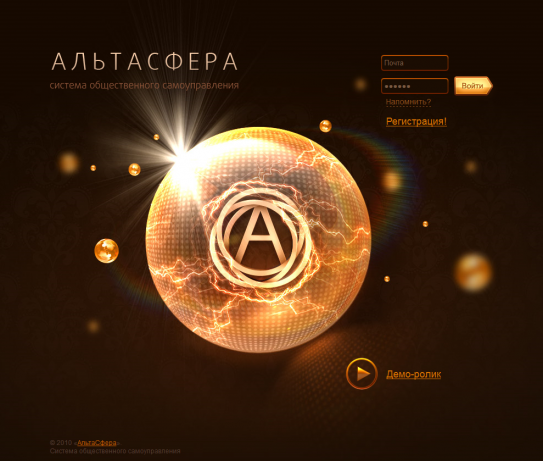 АЛЬТАСФЕРА
система общественного самоуправления
Почта
Войти
Напомнить?
Регистрация!
А
Демо-ролик
© 2010 «АльтаСфера»
Система общественного самоуправления